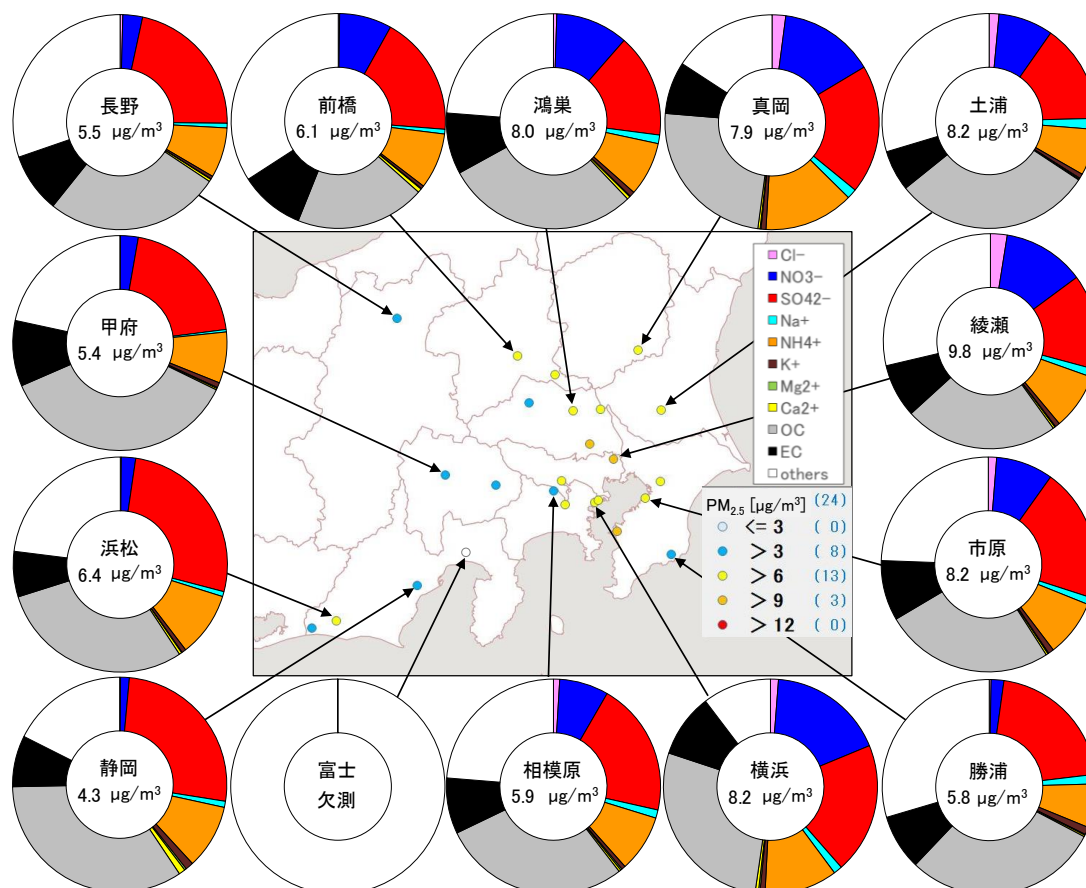 長野
5.5 μg/m³
前橋
6.1 μg/m³
鴻巣
8.0 μg/m³
真岡
7.9 μg/m³
土浦
8.2 μg/m³
甲府
5.4 μg/m³
綾瀬
9.8 μg/m³
Cl-
NO3-
SO42-
Na+
NH4+
K+
Mg2+
Ca2+
OC
EC
others
PM2.5 [μg/m³] (24)
<= 3 ( 0)
> 3 ( 8)
> 6 (13)
> 9 ( 3)
> 12 ( 0)
浜松
6.4 μg/m³
市原
8.2 μg/m³
静岡
4.3 μg/m³
富士
欠測
相模原
5.9 μg/m³
横浜
8.2 μg/m³
勝浦
5.8 μg/m³